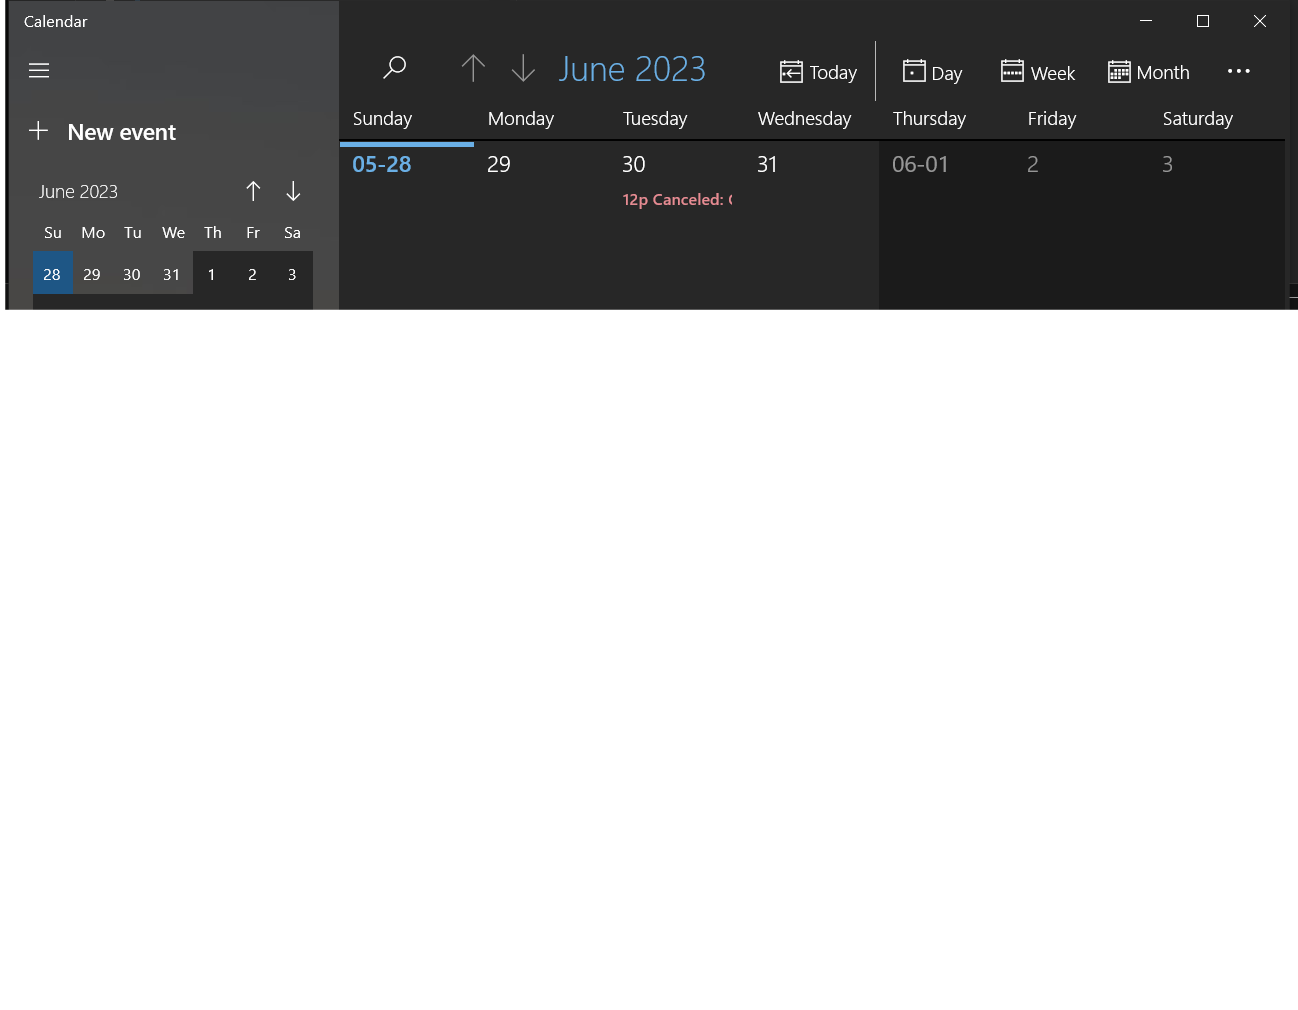 Calendar
June 2023
Today
Day
Week
Month
New event
Sunday Monday Tuesday Wednesday Thursday Friday Saturday
05-28 29 30 31 06-01 2 3
12p Canceled:
June 2023
Su Mo Tu We Th Fr Sa
28 29 30 31 1 2 3